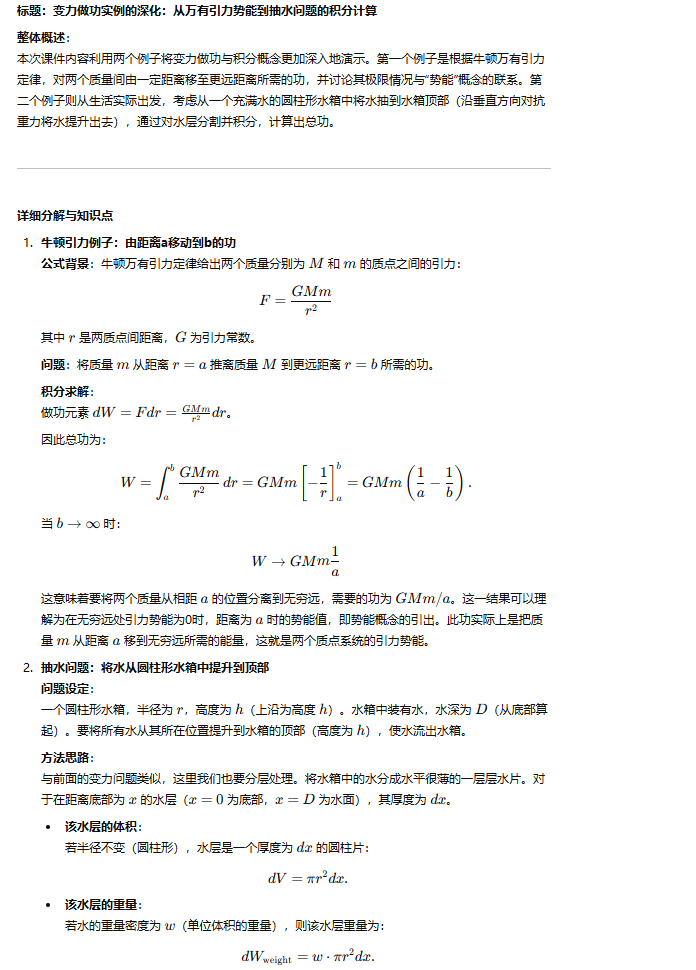 标题：变力做功实例的深化：从万有引力势能到抽水问题的积分计算
整体概述：
本次课件内容利用两个例子将变力做功与积分概念更加深入地演示。第一个例子是根据牛顿万有引力
定律，对两个质量间由一定距离移至更远距离所需的功，并讨论其极限情况与“势能”概念的联系。第
二个例子则从生活实际出发，考虑从一个充满水的圆柱形水箱中将水抽到水箱顶部（沿垂直方向对抗
重力将水提升出去），通过对水层分割并积分，计算出总功。
详细分解与知识点
1. 牛顿引力例子：由距离a移动到b的功
公式背景：牛顿万有引力定律给出两个质量分别为 M 和 m 的质点之间的引力：
F = \frac{GMm}{r^2}
其中 r 是两质点间距离，G 为引力常数。
问题：将质量 m 从距离 r = a 推离质量 M 到更远距离 r = b 所需的功。
积分求解：
做功元素 dW = Fdr = \frac{GMm}{r^2}dr。
因此总功为：
W = \int_a^b \frac{GMm}{r^2} dr = GMm \left[-\frac{1}{r}\right]_a^b = GMm \left(\frac{1}{a} - \frac{1}{b}\right).
当 b → ∞ 时：
W → GMm\frac{1}{a}
这意味着要将两个质量从相距 a 的位置分离到无穷远，需要的功为 GMm/a。这一结果可以理
解为在无穷远处引力势能为0时，距离为 a 时的势能值，即势能概念的引出。此功实际上是把质
量 m 从距离 a 移到无穷远所需的能量，这就是两个质点系统的引力势能。
2. 抽水问题：将水从圆柱形水箱中提升到顶部
问题设定：
一个圆柱形水箱，半径为 r，高度为 h（上沿为高度 h）。水箱中装有水，水深为 D（从底部算
起）。要将所有水从其所在位置提升到水箱的顶部（高度为 h），使水流出水箱。
方法思路：
与前面的变力问题类似，这里我们也要分层处理。将水箱中的水分成水平很薄的一层层水片。对
于在距离底部为 x 的水层（x = 0 为底部，x = D 为水面），其厚度为 dx。
• 该水层的体积：
若半径不变（圆柱形），水层是一个厚度为 dx 的圆柱片：
dV = πr^2dx.
• 该水层的重量：
若水的重量密度为 w（单位体积的重量），则该水层重量为：
dW_{weight} = w · πr^2dx.